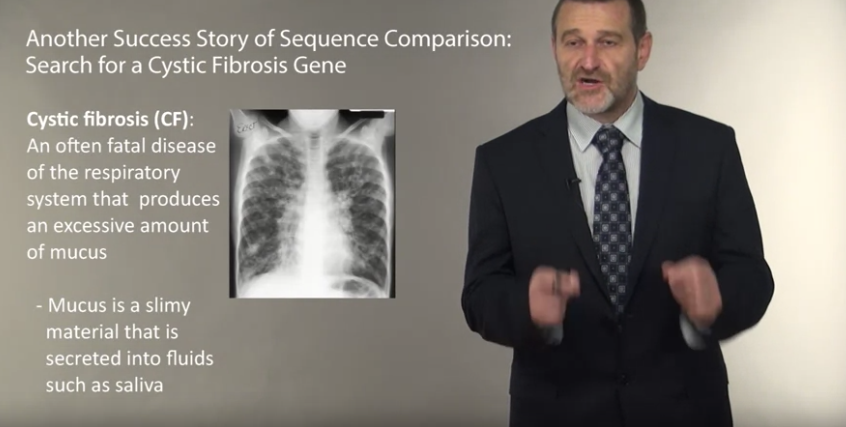 Another Success Story of Sequence Comparison:
Search for a Cystic Fibrosis Gene
Cystic fibrosis (CF):
An often fatal disease
of the respiratory
system that produces
an excessive amount
of mucus
- Mucus is a slimy
material that is
secreted into fluids
such as saliva